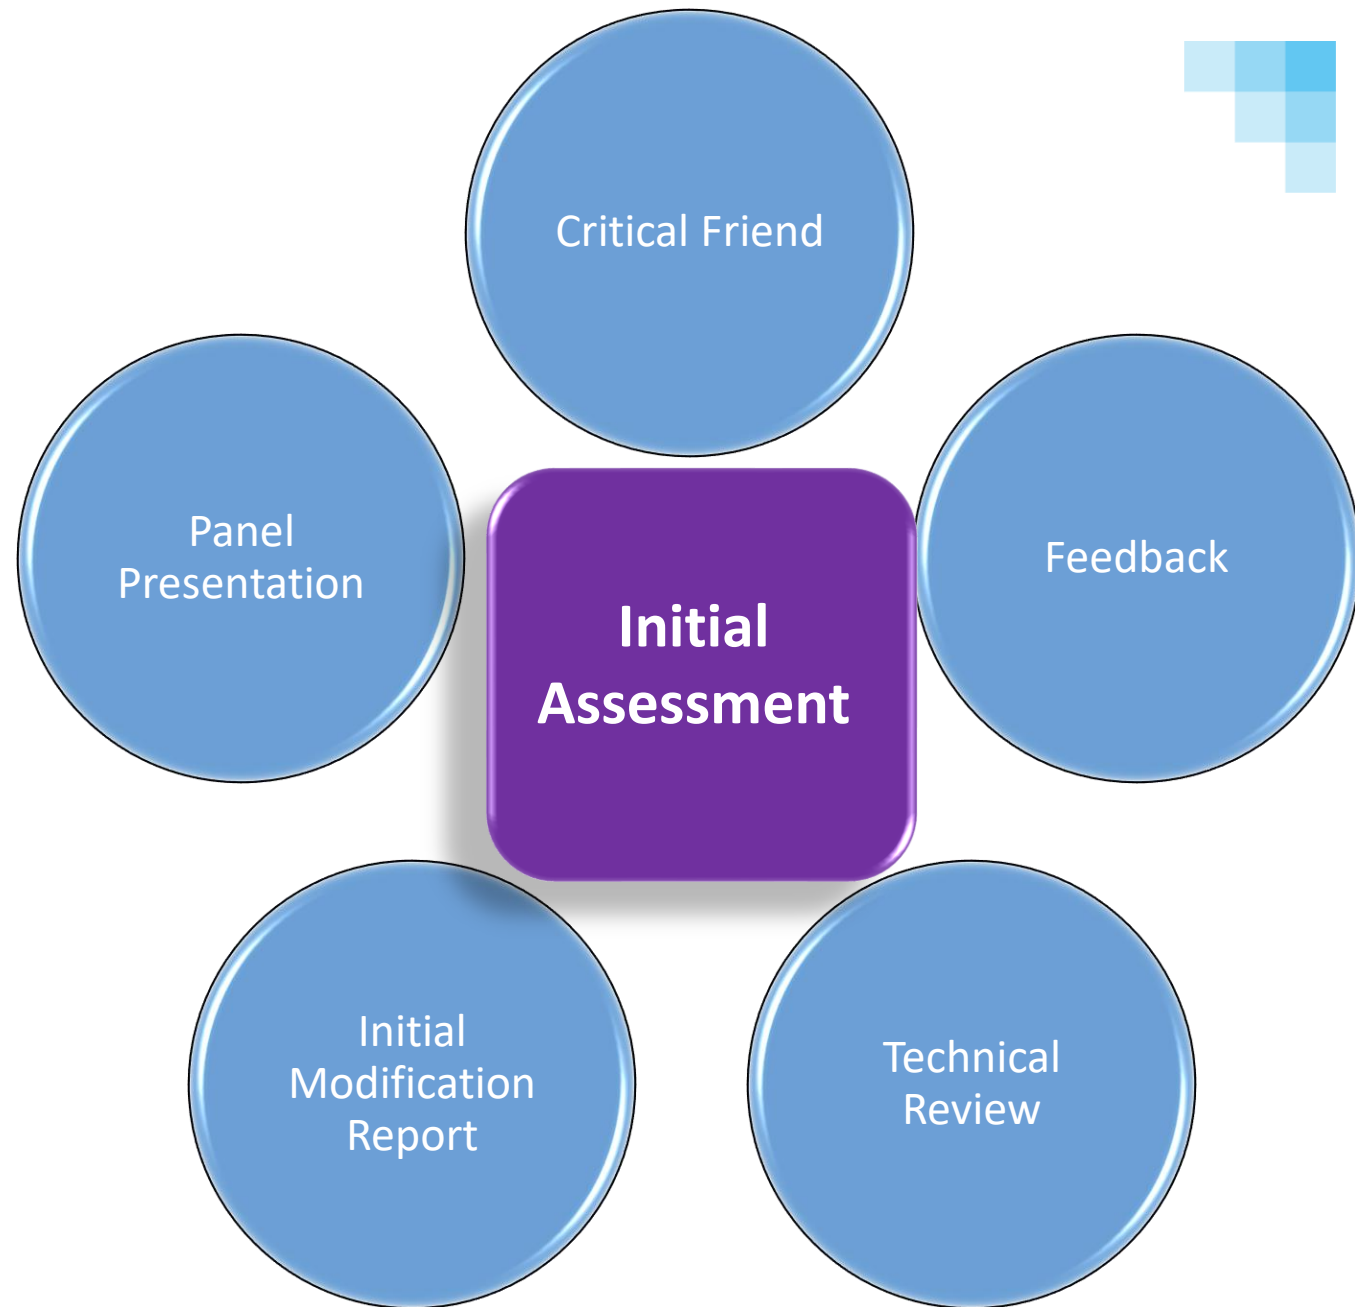 Critical Friend
Panel
Presentation
Feedback
Initial
Assessment
Initial
Modification
Report
Technical
Review